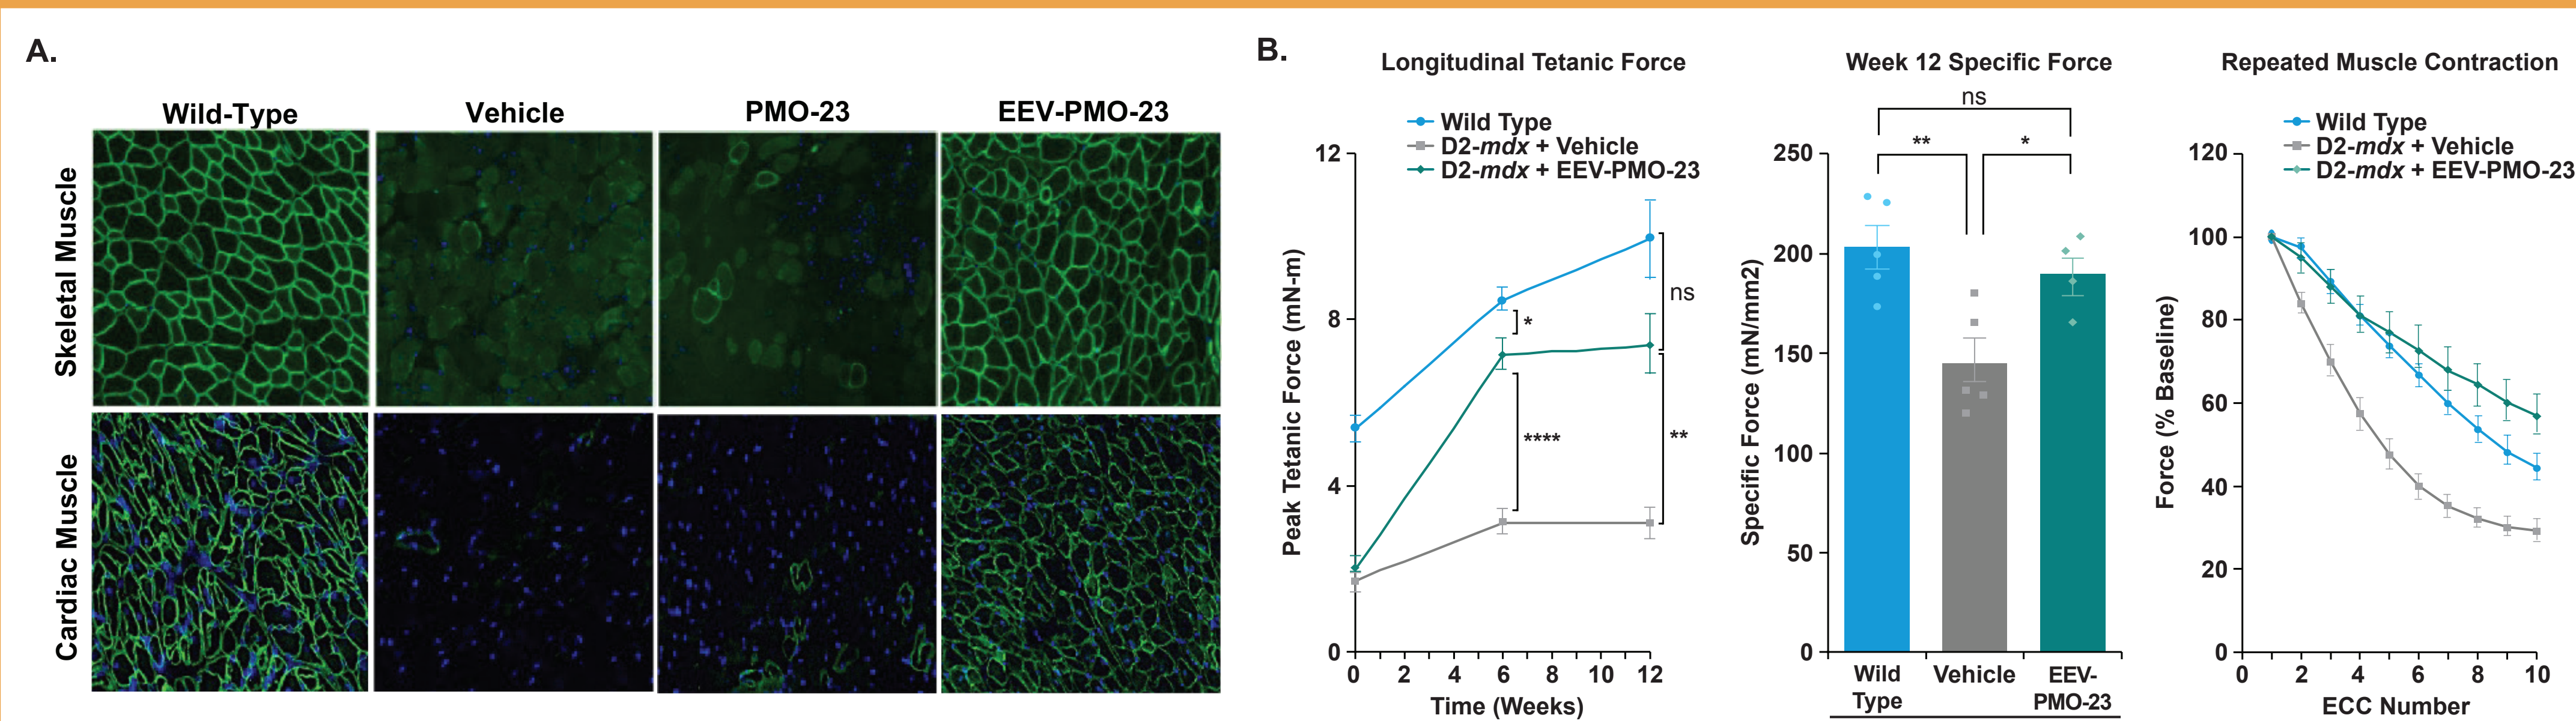 A.
Wild-Type
Vehicle
PMO-23
EEV-PMO-23
Skeletal Muscle
Cardiac Muscle
B.
Longitudinal Tetanic Force
Wild Type
D2-mdx + Vehicle
D2-mdx + EEV-PMO-23
Peak Tetanic Force (mN-m)
12
8
4
0
*
****
ns
**
0 2 4 6 8 10 12
Time (Weeks)
Week 12 Specific Force
ns
** *
Specific Force (mN/mm2)
250
200
150
100
50
0
Wild Type
Vehicle
EEV-PMO-23
Repeated Muscle Contraction
Wild Type
D2-mdx + Vehicle
D2-mdx + EEV-PMO-23
Force (% Baseline)
120
100
80
60
40
20
0
0 2 4 6 8 10
ECC Number